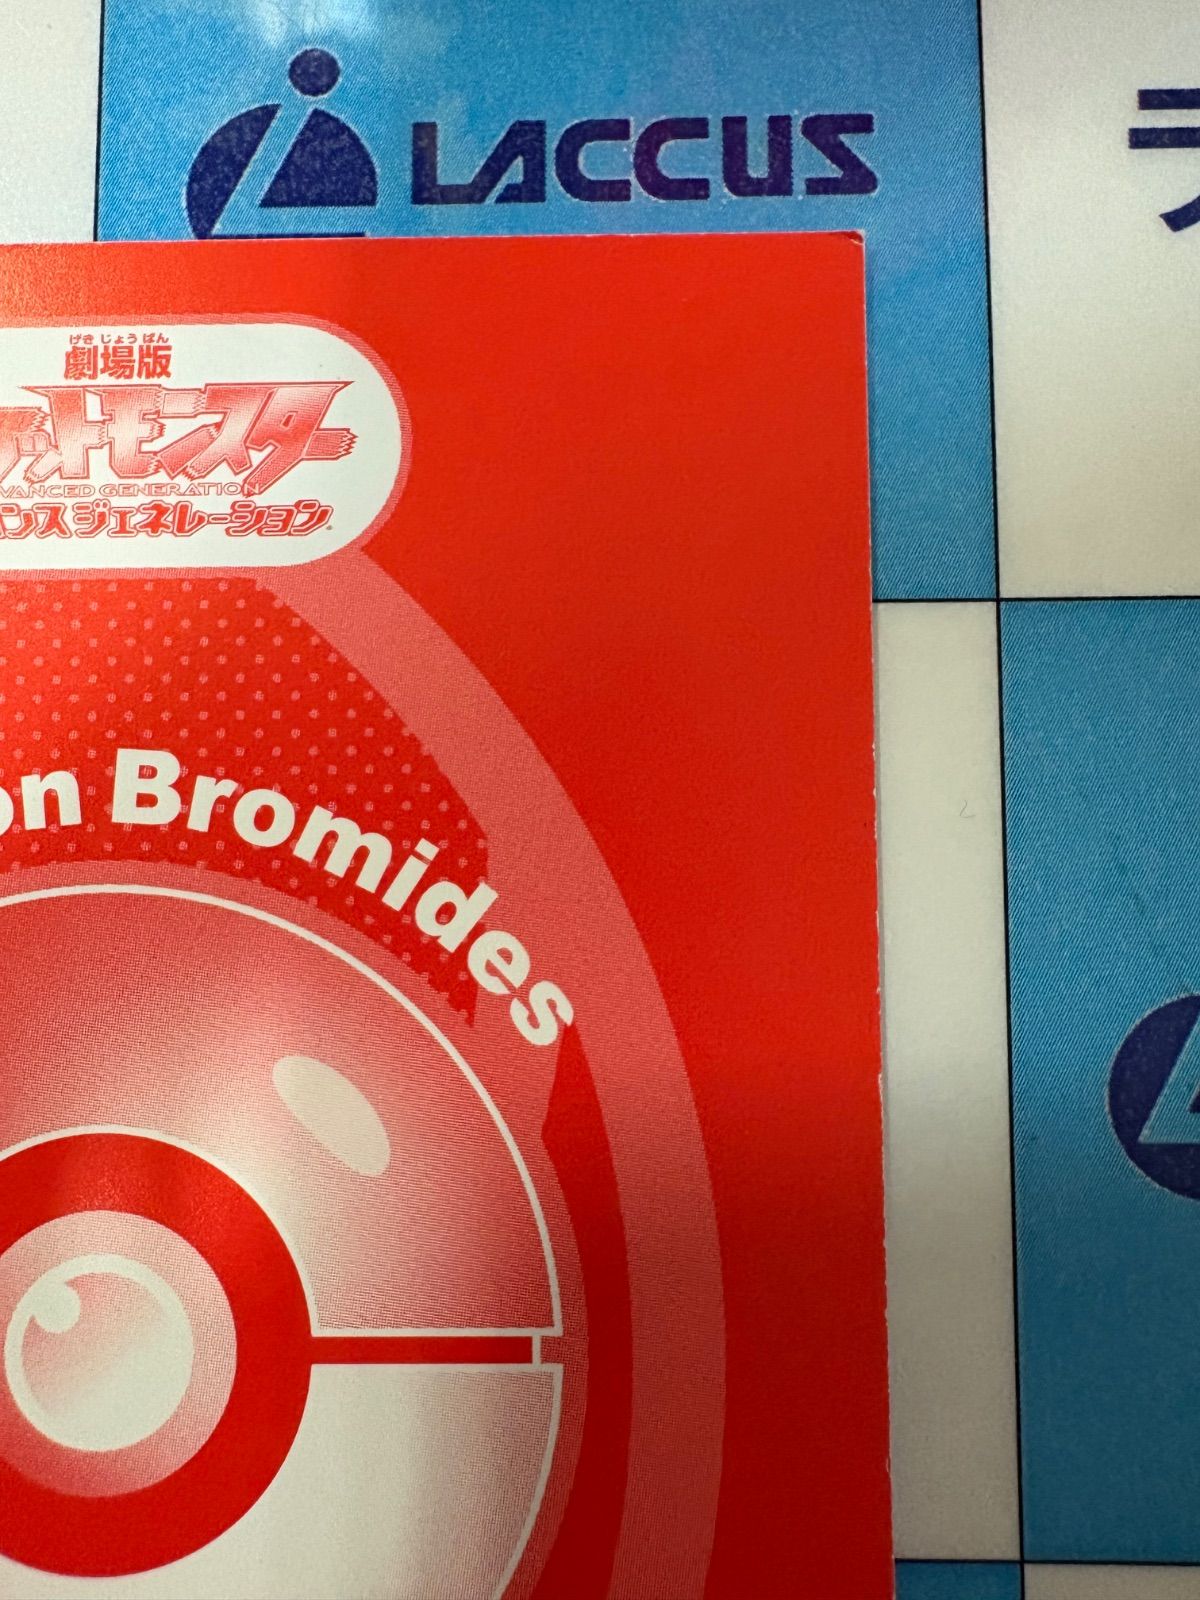 LACCUS
げきじょうばん
劇場版
ットモンスター
VANCED GENERATION
ンスジェネレーション
on Bromides